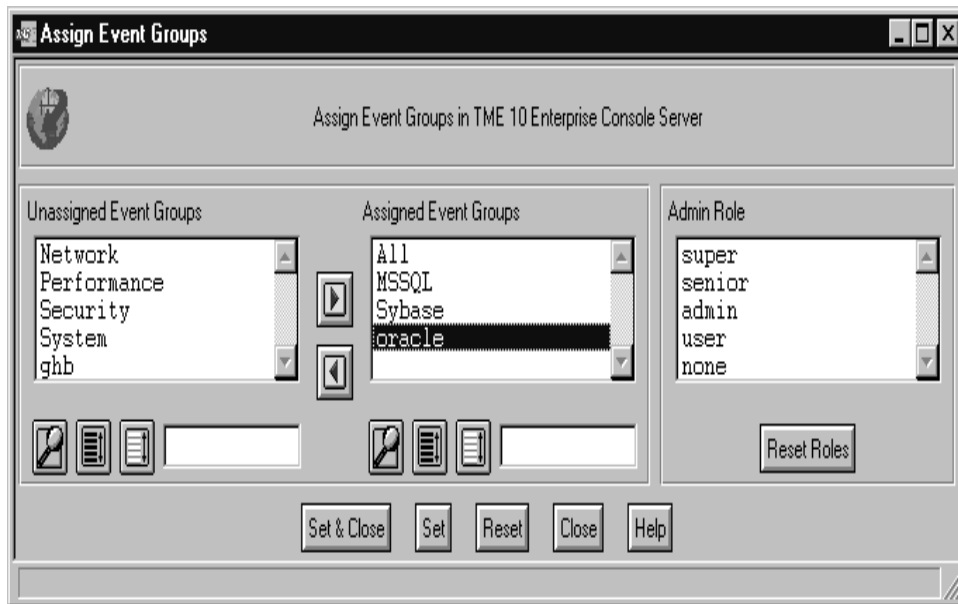 Assign Event Groups
Assign Event Groups in TME 10 Enterprise Console Server
Unassigned Event Groups
Network
Performance
Security
System
ghb
Assigned Event Groups
All
MSSQL
Sybase
oracle
Admin Role
super
senior
admin
user
none
Reset Roles
Set & Close
Set
Reset
Close
Help